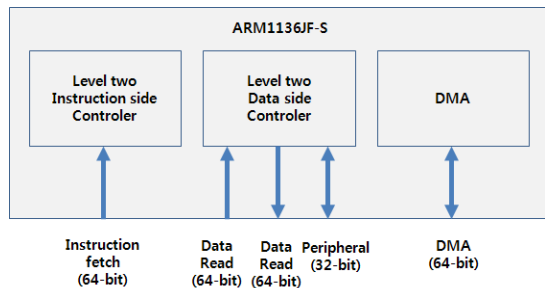 ARM1136JF-S
Level two
Instruction side
Controler
Level two
Data side
Controler
DMA
Instruction
fetch
(64-bit)
Data
Read
(64-bit)
Data
Read
(64-bit)
Peripheral
(32-bit)
DMA
(64-bit)